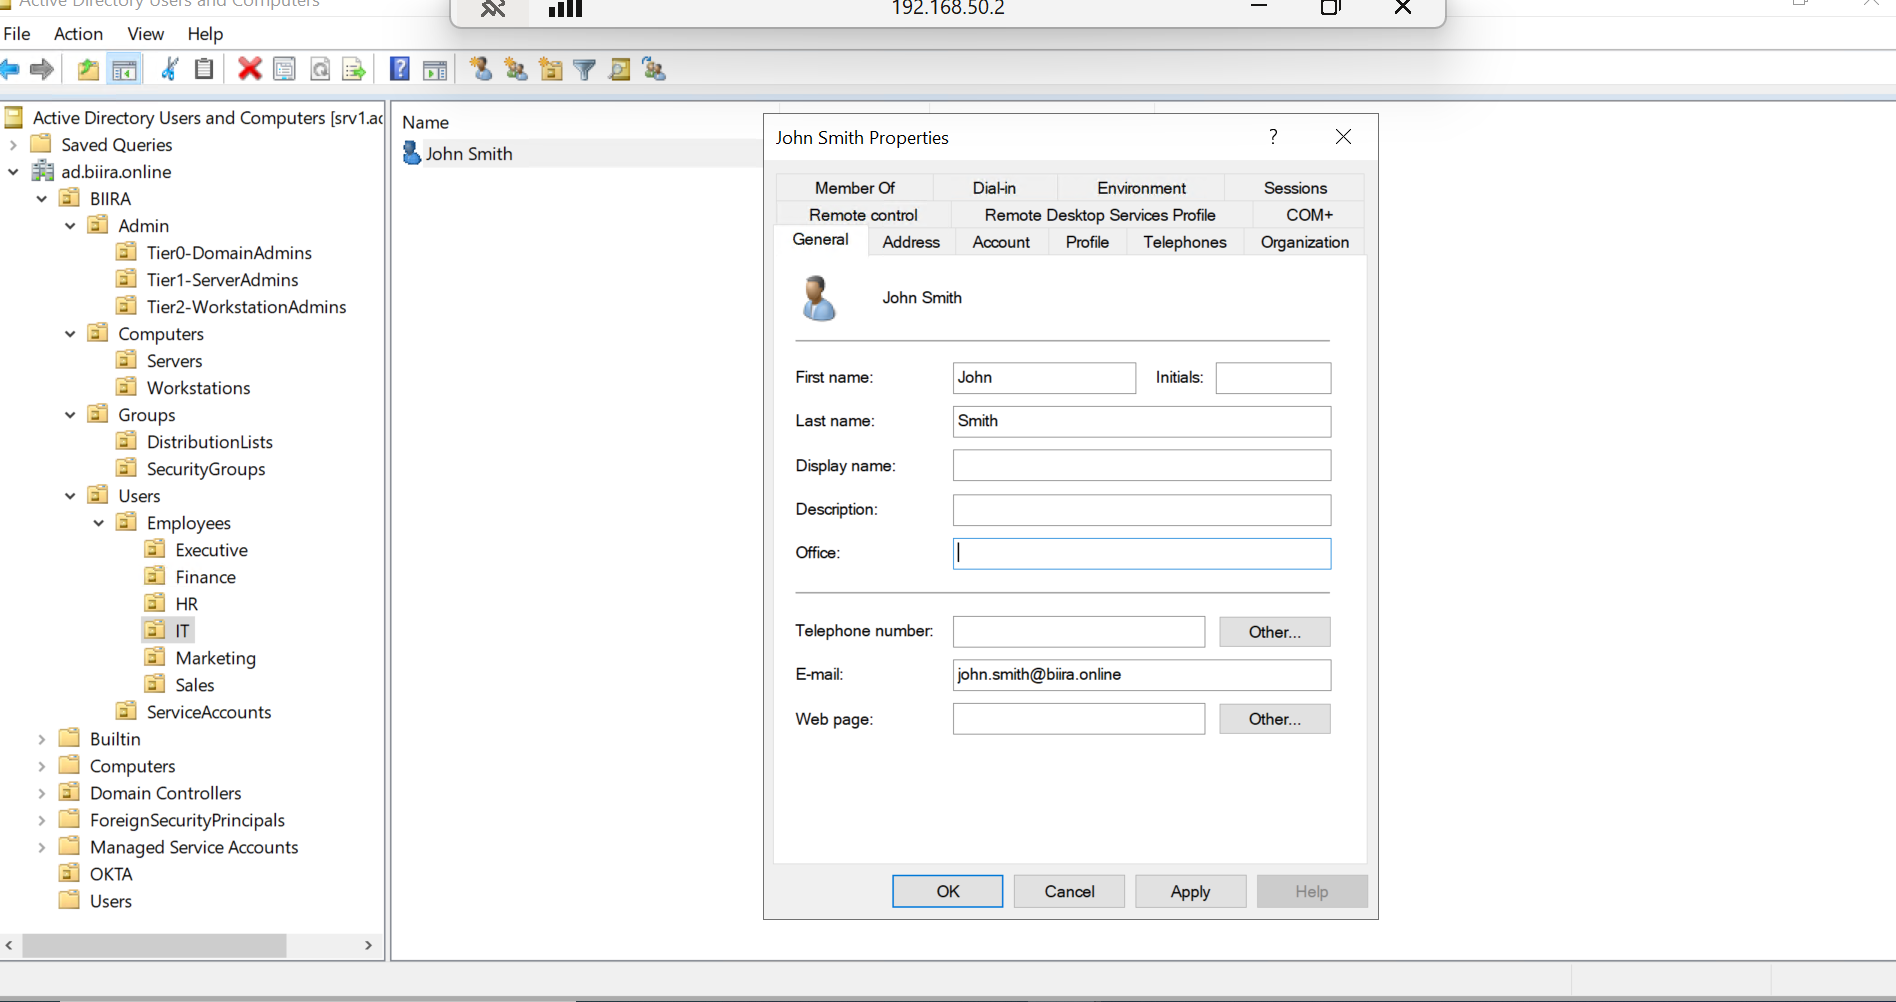 Active Directory Users and Computers
192.168.50.2
File Action View Help
Active Directory Users and Computers [srv1.ad
Saved Queries
ad.biira.online
BIIRA
Admin
Tier0-DomainAdmins
Tier1-ServerAdmins
Tier2-WorkstationAdmins
Computers
Servers
Workstations
Groups
DistributionLists
SecurityGroups
Users
Employees
Executive
Finance
HR
IT
Marketing
Sales
ServiceAccounts
Builtin
Computers
Domain Controllers
ForeignSecurityPrincipals
Managed Service Accounts
OKTA
Users
Name
John Smith
John Smith Properties
Member Of Dial-in Environment Sessions
Remote control Remote Desktop Services Profile COM+
General Address Account Profile Telephones Organization
John Smith
First name: John Initials:
Last name: Smith
Display name:
Description:
Office:
Telephone number: Other...
E-mail: john.smith@biira.online
Web page: Other...
OK Cancel Apply Help